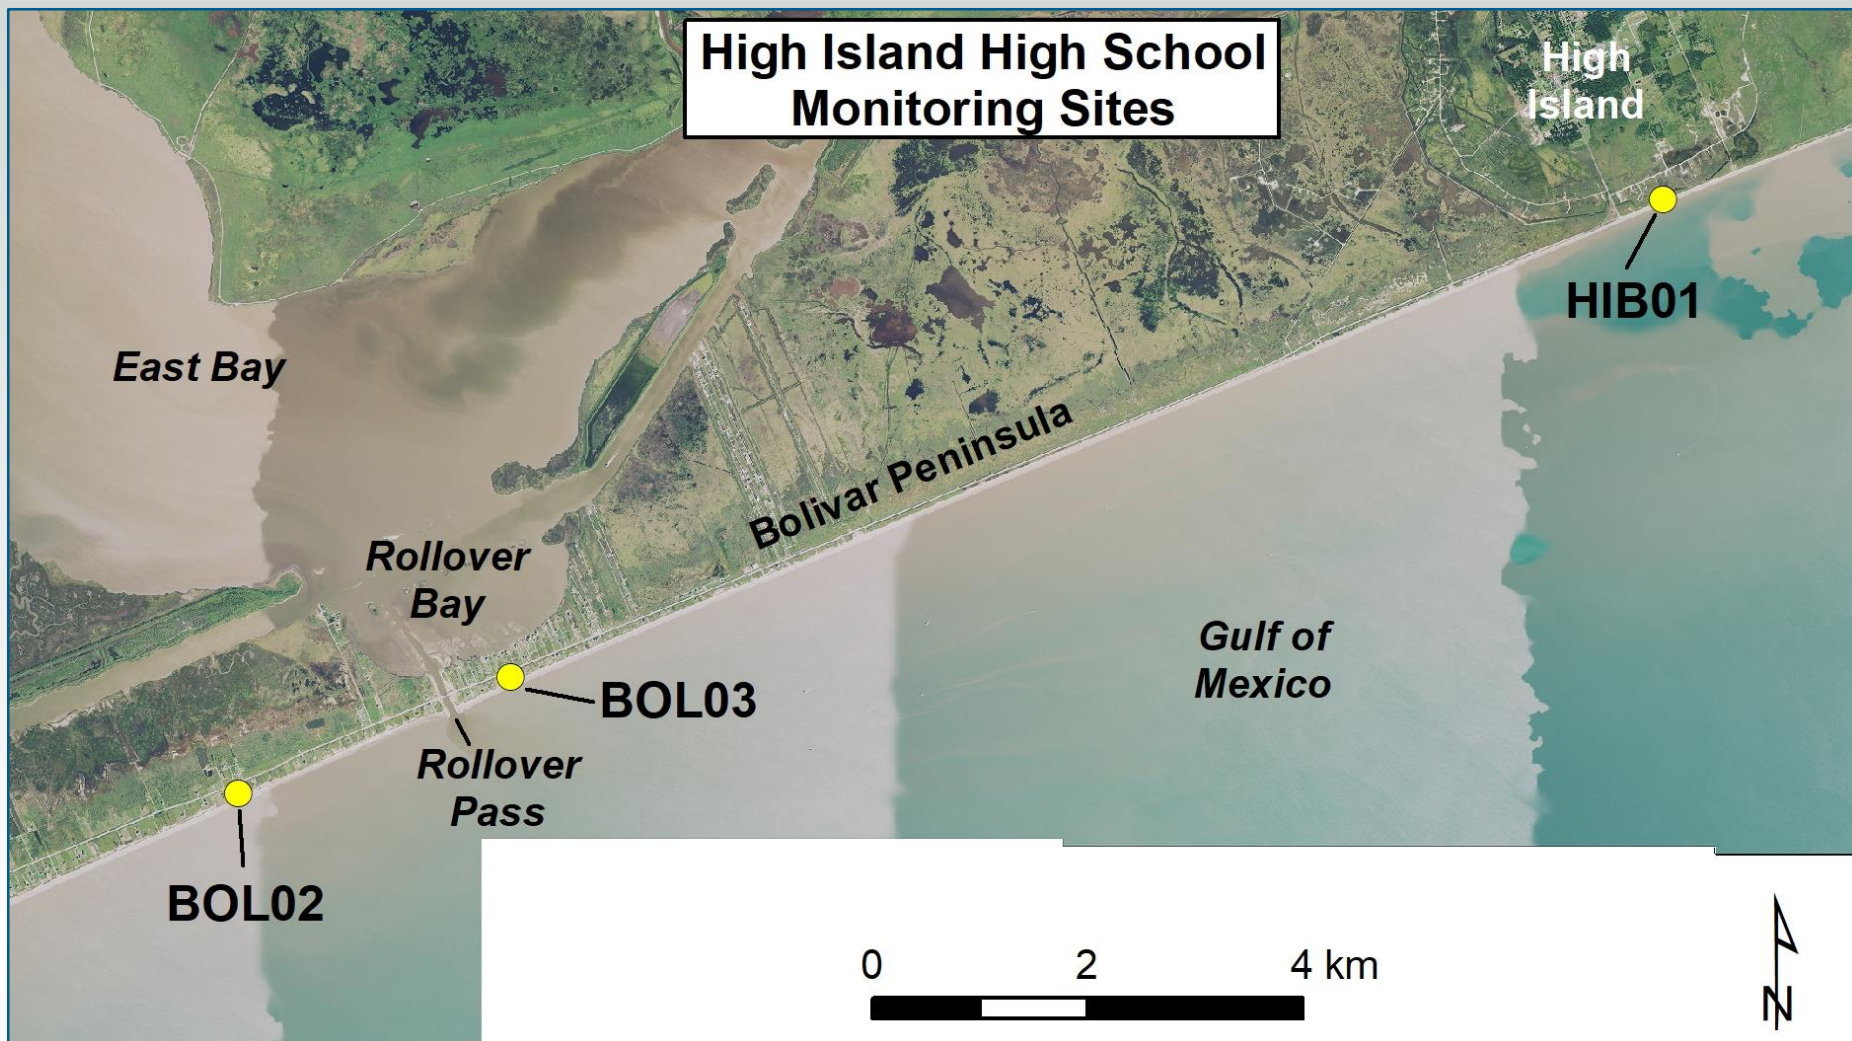 High Island High School
Monitoring Sites
High
Island
HIB01
East Bay
Bolivar Peninsula
Rollover
Bay
Gulf of
Mexico
BOL03
Rollover
Pass
BOL02
0 2 4 km
N